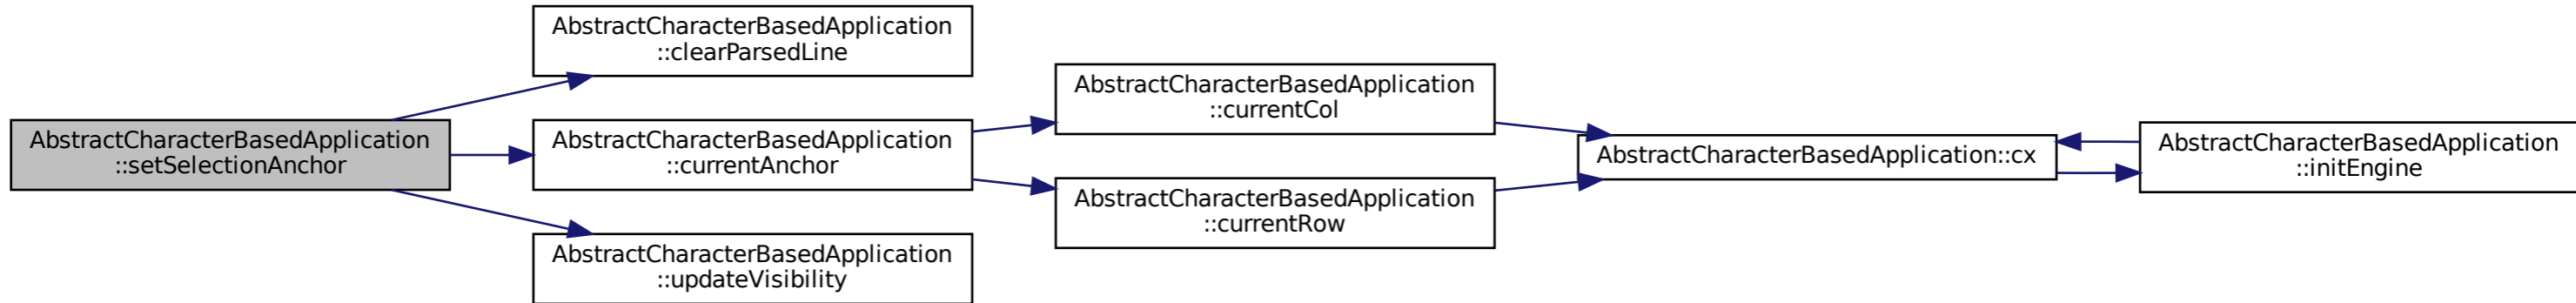 AbstractCharacterBasedApplication
::setSelectionAnchor
AbstractCharacterBasedApplication
::clearParsedLine
AbstractCharacterBasedApplication
::currentAnchor
AbstractCharacterBasedApplication
::updateVisibility
AbstractCharacterBasedApplication
::currentCol
AbstractCharacterBasedApplication
::currentRow
AbstractCharacterBasedApplication::cx
AbstractCharacterBasedApplication
::initEngine